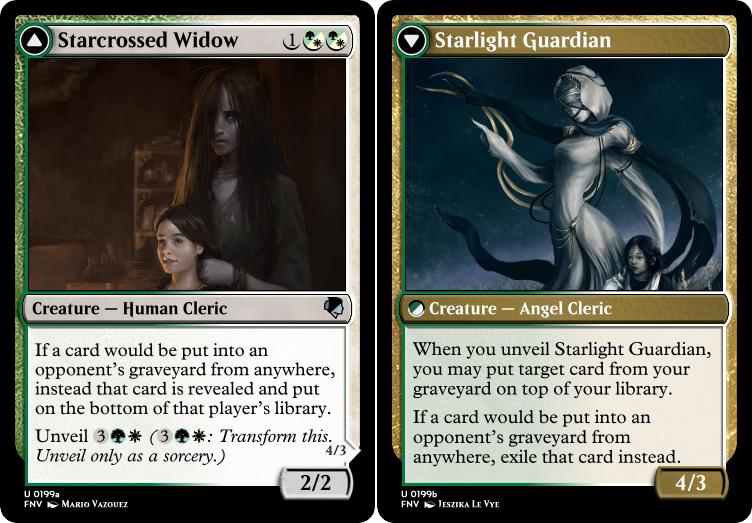 Starcrossed Widow 1
Creature — Human Cleric
If a card would be put into an
opponent's graveyard from anywhere,
instead that card is revealed and put
on the bottom of that player's library.
Unveil 3 (3: Transform this.
Unveil only as a sorcery.)
4/3
2/2
U 0199a
FNV Mario Vazouez
Starlight Guardian
Creature — Angel Cleric
When you unveil Starlight Guardian,
you may put target card from your
graveyard on top of your library.
If a card would be put into an
opponent's graveyard from
anywhere, exile that card instead.
4/3
U 0199b
FNV Jeszika Le Vye